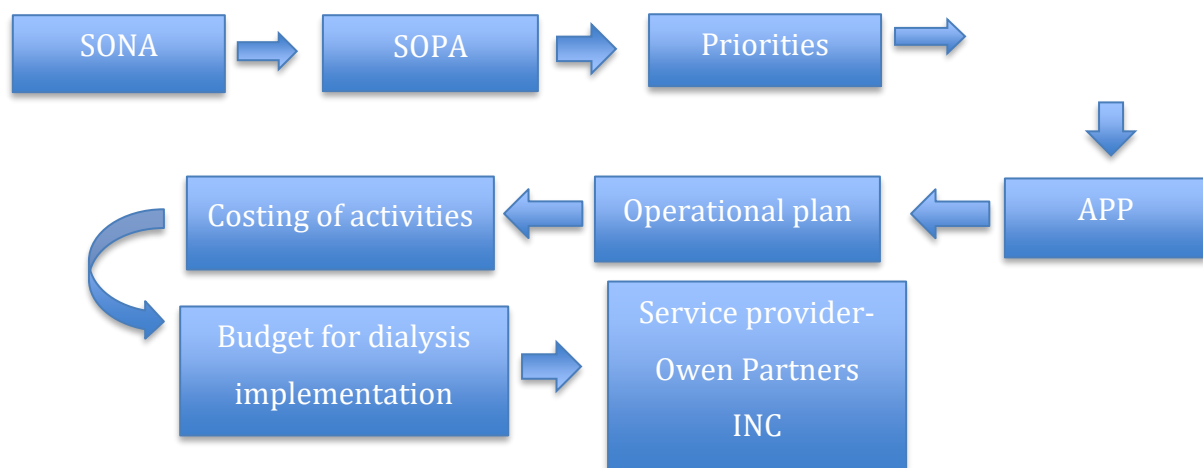 SONA
SOPA
Priorities
APP
Operational plan
Costing of activities
Budget for dialysis
implementation
Service provider-
Owen Partners
INC